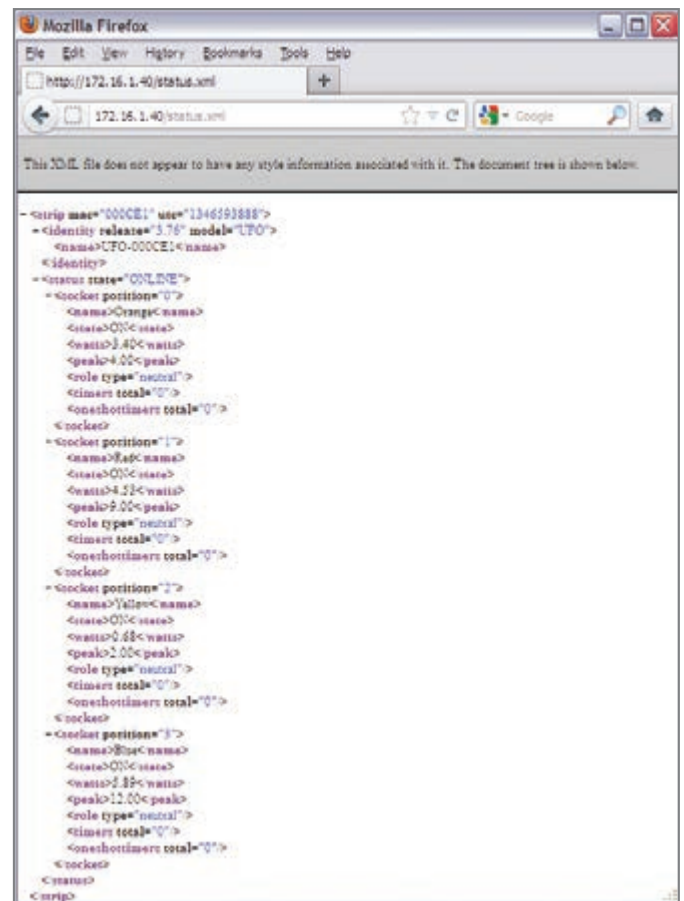 Mozilla Firefox
File Edit View History Bookmarks Tools Help
http://172.16.1.40/status.xml +
172.16.1.40/status.xml Google
This XML file does not appear to have any style information associated with it. The document tree is shown below.
- <strip mac="000CE1" utc="1346593888">
- <identity release="3.76" model="UFO">
<name>UFO-000CE1</name>
</identity>
- <status state="ONLINE">
- <socket position="0">
<name>Orange</name>
<state>ON</state>
<watts>3.40</watts>
<peak>4.00</peak>
<role type="neutral"/>
<timers total="0"/>
<oneshottimers total="0"/>
</socket>
- <socket position="1">
<name>Red</name>
<state>ON</state>
<watts>4.53</watts>
<peak>9.00</peak>
<role type="neutral"/>
<timers total="0"/>
<oneshottimers total="0"/>
</socket>
- <socket position="2">
<name>Yellow</name>
<state>ON</state>
<watts>0.68</watts>
<peak>2.00</peak>
<role type="neutral"/>
<timers total="0"/>
<oneshottimers total="0"/>
</socket>
- <socket position="3">
<name>Blue</name>
<state>ON</state>
<watts>5.89</watts>
<peak>12.00</peak>
<role type="neutral"/>
<timers total="0"/>
<oneshottimers total="0"/>
</socket>
</status>
</strip>